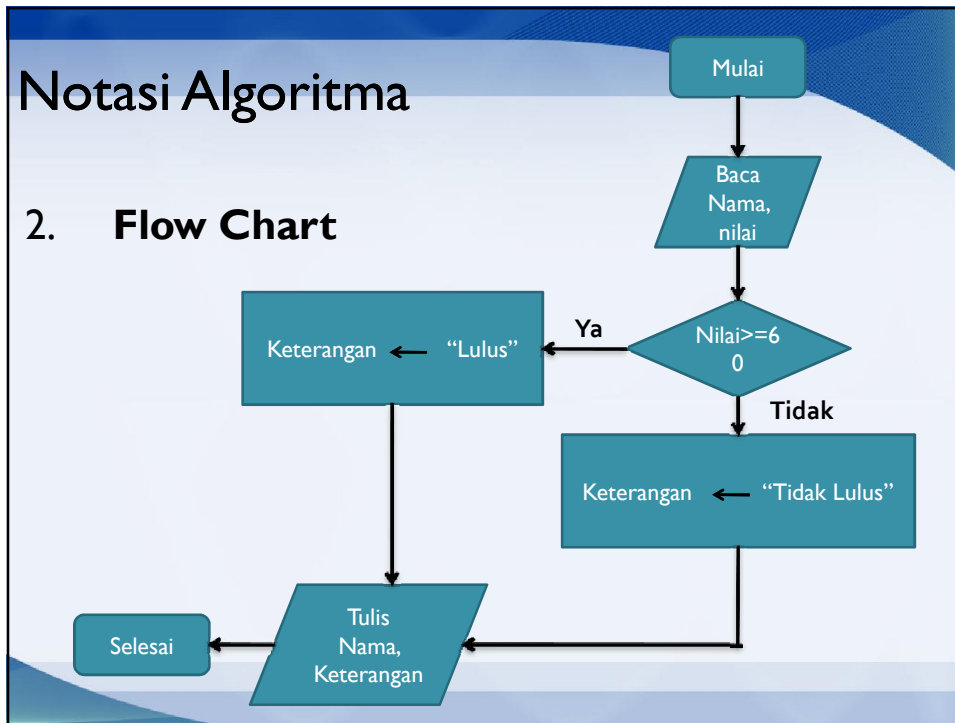 Notasi Algoritma
2. Flow Chart
Mulai
Baca
Nama,
nilai
Nilai>=6
0
Ya
Keterangan ← “Lulus”
Tidak
Keterangan ← “Tidak Lulus”
Tulis
Nama,
Keterangan
Selesai